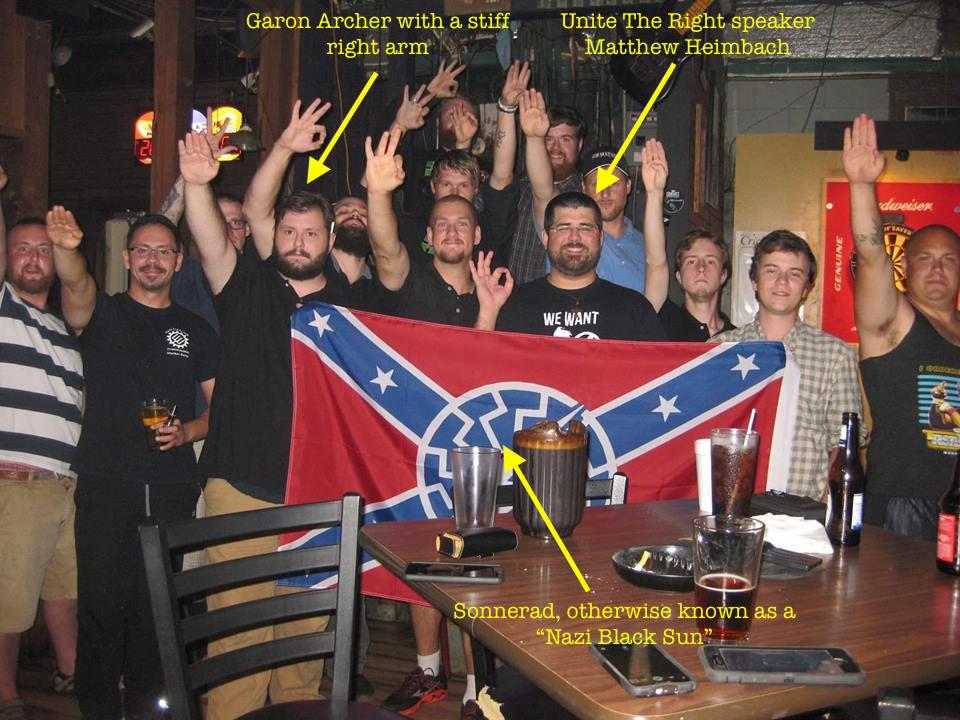 Garon Archer with a stiff
right arm
Unite The Right speaker
Matthew Heimbach
Budweiser
GENUINE
WE WANT
Sonnerad, otherwise known as a
“Nazi Black Sun”